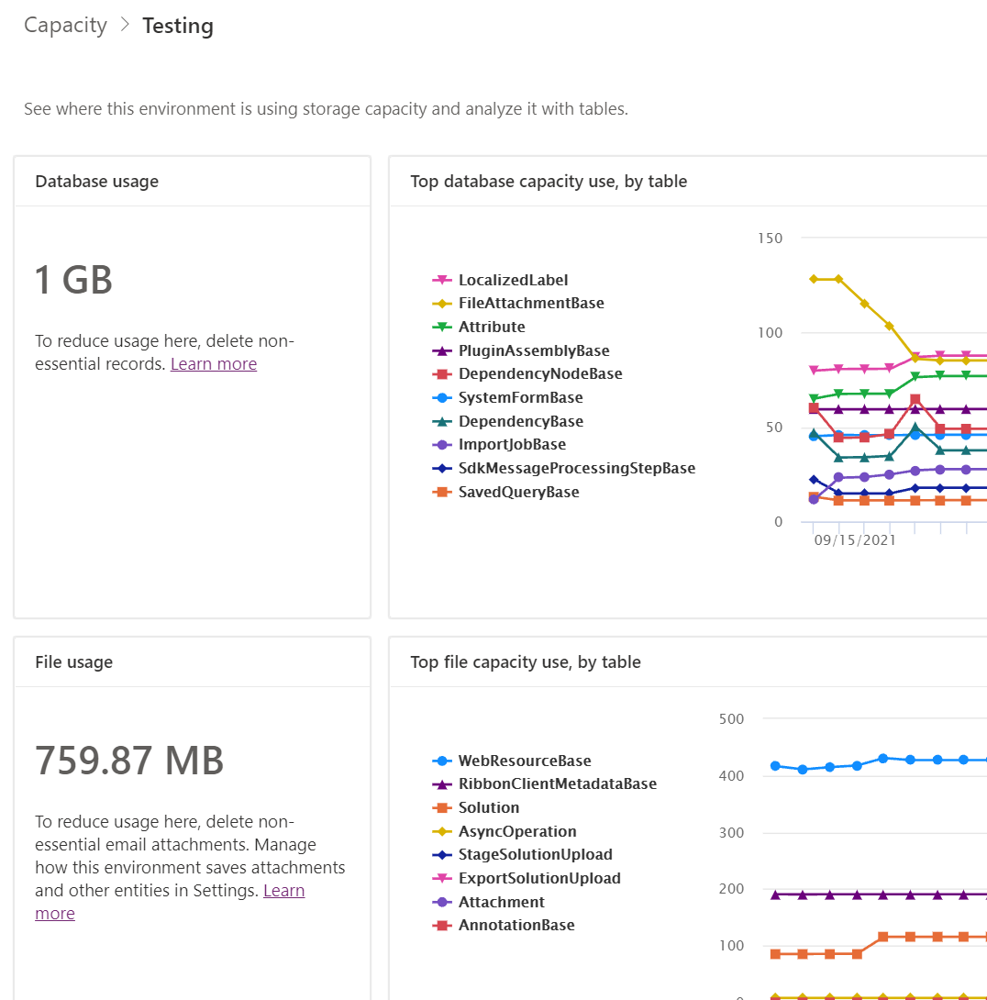 Capacity > Testing
See where this environment is using storage capacity and analyze it with tables.
Database usage
1 GB
To reduce usage here, delete non-
essential records. Learn more
Top database capacity use, by table
LocalizedLabel
FileAttachmentBase
Attribute
PluginAssemblyBase
DependencyNodeBase
SystemFormBase
DependencyBase
ImportJobBase
SdkMessageProcessingStepBase
SavedQueryBase
150
100
50
0
09/15/2021
File usage
759.87 MB
To reduce usage here, delete non-
essential email attachments. Manage
how this environment saves attachments
and other entities in Settings. Learn
more
Top file capacity use, by table
WebResourceBase
RibbonClientMetadataBase
Solution
AsyncOperation
StageSolutionUpload
ExportSolutionUpload
Attachment
AnnotationBase
500
400
300
200
100